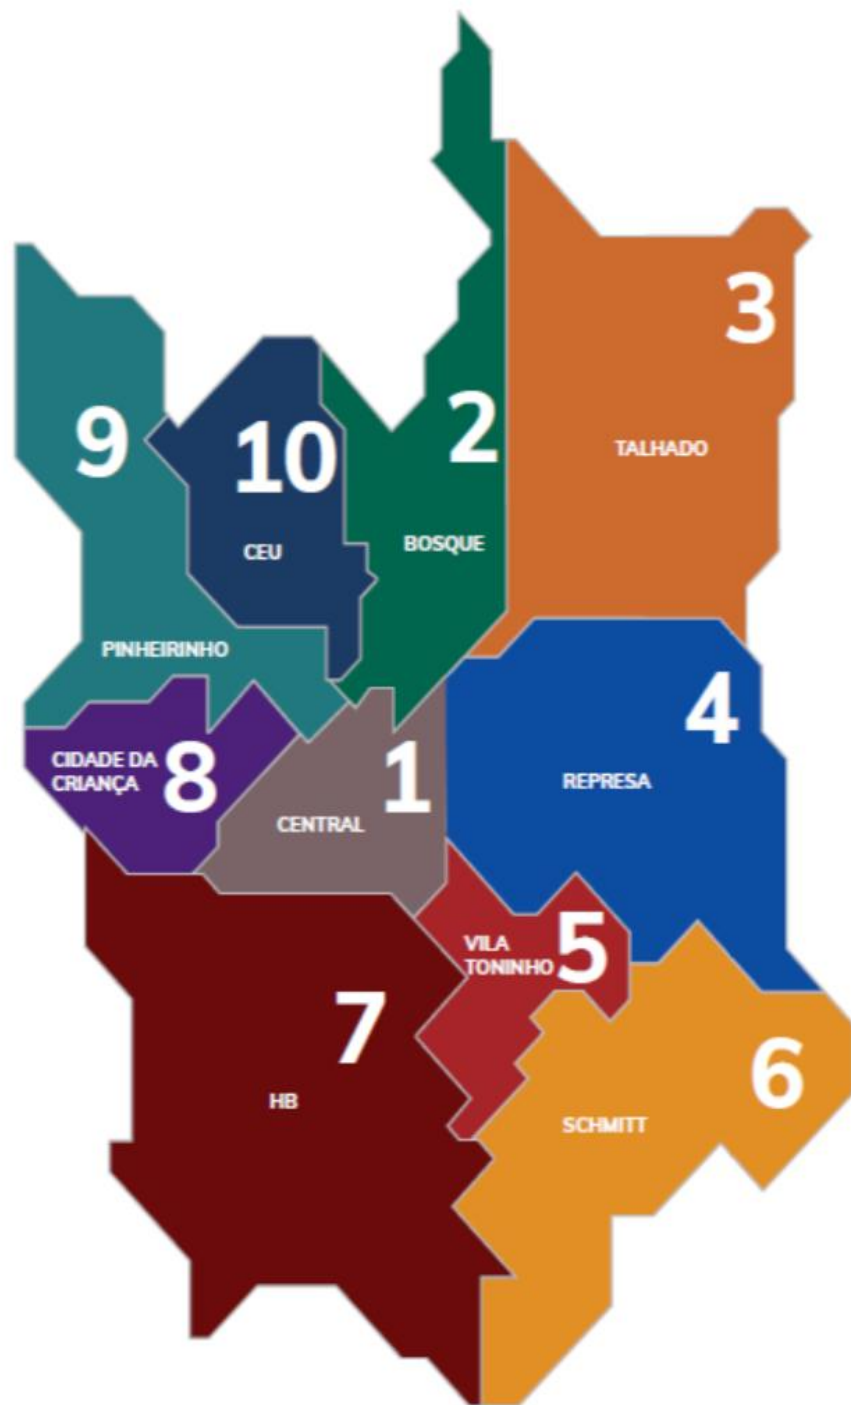 3
TALHADO
9
10
CEU
2
BOSQUE
PINHEIRINHO
4
REPRESA
CIDADE DA
CRIANÇA
8
1
CENTRAL
VILA
TONINHO
5
7
HB
6
SCHMITT